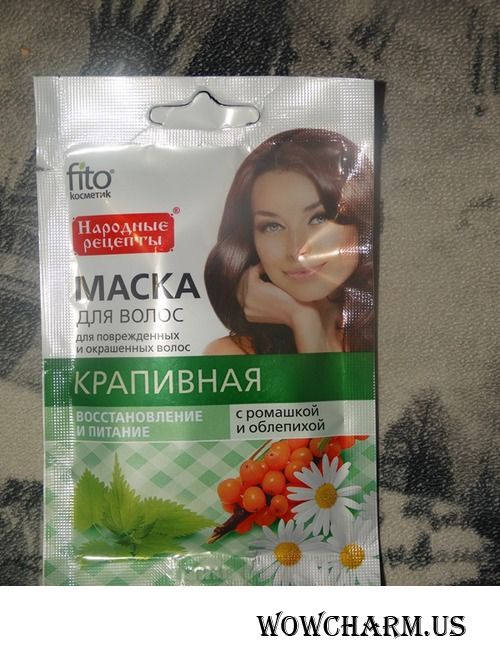 fito®
косметик
Народные
рецепты®
МАСКА
ДЛЯ ВОЛОС
для поврежденных
и окрашенных волос
КРАПИВНАЯ
ВОССТАНОВЛЕНИЕ
И ПИТАНИЕ
с ромашкой
и облепихой
WOWCHARM.US